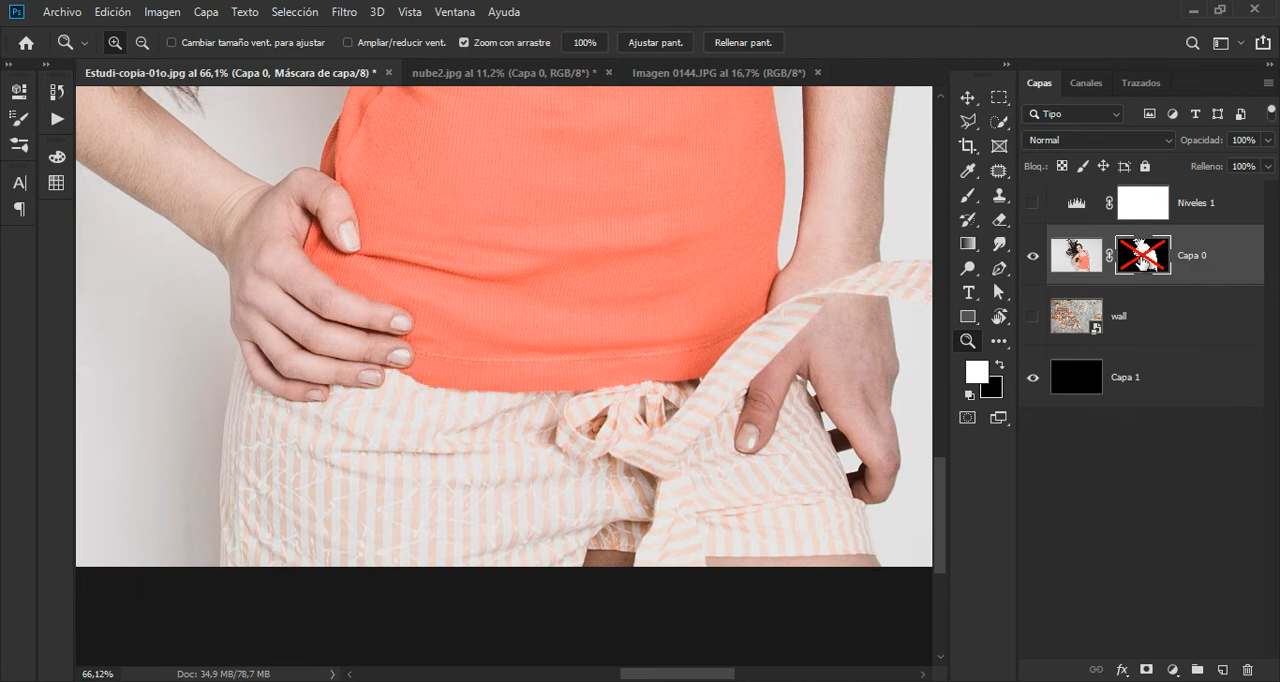 Ps Archivo Edición Imagen Capa Texto Selección Filtro 3D Vista Ventana Ayuda
Cambiar tamaño vent. para ajustar Ampliar/reducir vent. Zoom con arrastre 100% Ajustar pant. Rellenar pant.
Estudi-copia-01o.jpg al 66,1% (Capa 0, Máscara de capa/8) * × nube2.jpg al 11,2% (Capa 0, RGB/8*) * × Imagen 0144.JPG al 16,7% (RGB/8*) ×
Capas Canales Trazados
Tipo
Normal Opacidad: 100%
Bloq.: Relleno: 100%
Niveles 1
Capa 0
wall
Capa 1
66,12% Doc: 34,9 MB/78,7 MB